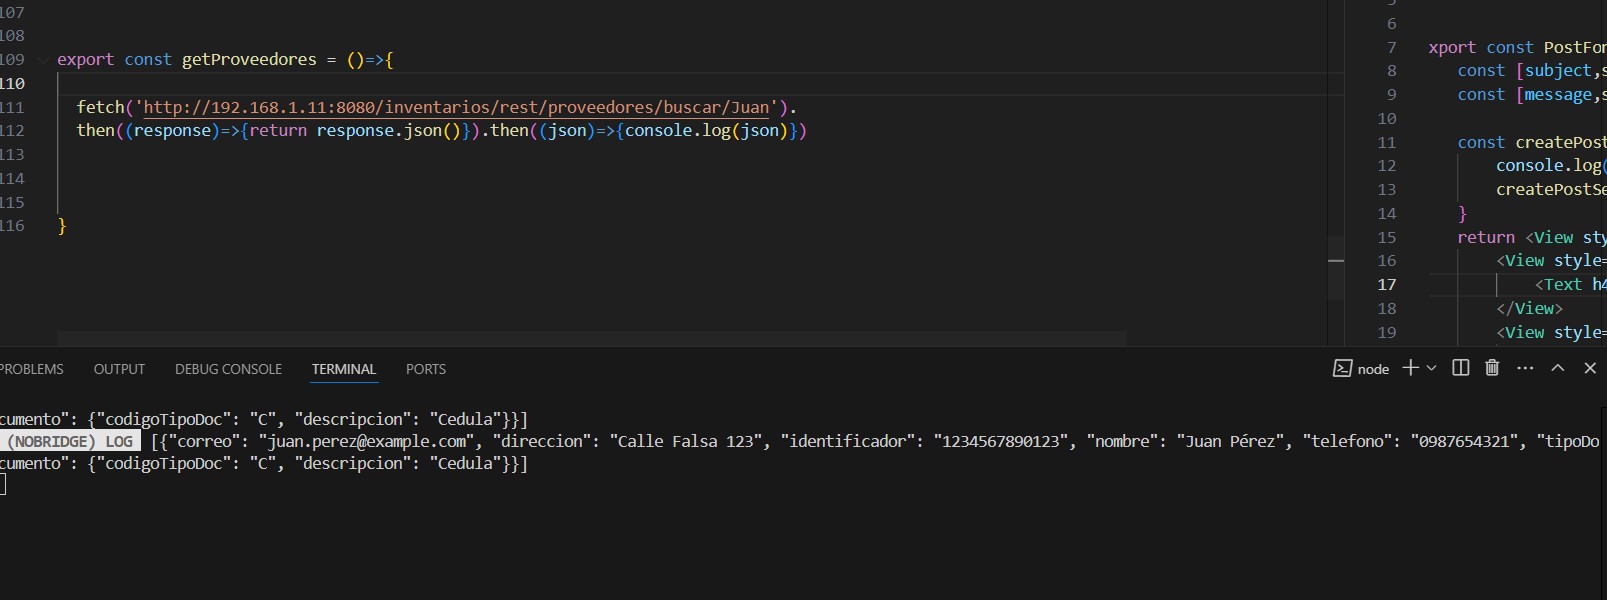 107
108
109 export const getProveedores = ()=>{
110
111 fetch('http://192.168.1.11:8080/inventarios/rest/proveedores/buscar/Juan').
112 then((response)=>{return response.json()}).then((json)=>{console.log(json)})
113
114
115
116 }
6
7 xport const PostFor
8 const [subject,s
9 const [message,s
10
11 const createPost
12 console.log(
13 createPostSe
14 }
15 return <View sty
16 <View style=
17 <Text h4
18 </View>
19 <View style=
PROBLEMS OUTPUT DEBUG CONSOLE TERMINAL PORTS node
cumento": {"codigoTipoDoc": "C", "descripcion": "Cedula"}}]
(NOBRIDGE) LOG [{"correo": "juan.perez@example.com", "direccion": "Calle Falsa 123", "identificador": "1234567890123", "nombre": "Juan Pérez", "telefono": "0987654321", "tipoDo
cumento": {"codigoTipoDoc": "C", "descripcion": "Cedula"}}]